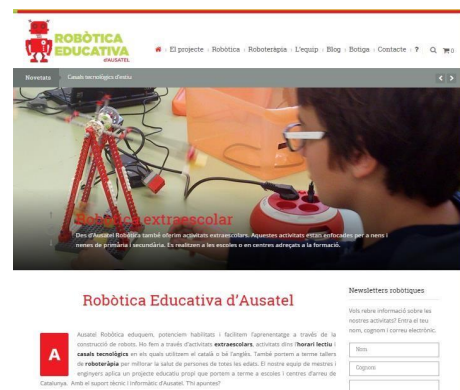 ROBÒTICA
EDUCATIVA
d'AUSATEL
El projecte
Robòtica
Roboteràpia
L'equip
Blog
Botiga
Contacte
?
0
Novetats
Casals tecnològics d'estiu
Robòtica extraescolar
Des d'Ausatel Robòtica també oferim activitats extraescolars. Aquestes activitats estan enfocades per a nens i
nenes de primària i secundària. Es realitzen a les escoles o en centres adreçats a la formació.
Robòtica Educativa d'Ausatel
A
Ausatel Robòtica eduquem, potenciem habilitats i facilitem l'aprenentatge a través de la
construcció de robots. Ho fem a través d'activitats extraescolars, activitats dins l'horari lectiu i
casals tecnològics en els quals utilitzem el català o bé l'anglès. També portem a terme tallers
de roboteràpia per millorar la salut de persones de totes les edats. El nostre equip de mestres i
enginyers aplica un projecte educatiu propi que portem a terme a escoles i centres d'arreu de
Catalunya. Amb el suport tècnic i informàtic d'Ausatel. T'hi apuntes?
Newsletters robòtiques
Vols rebre informació sobre les
nostres activitats? Entra el teu
nom, cognom i correu electrònic.
Nom
Cognoms